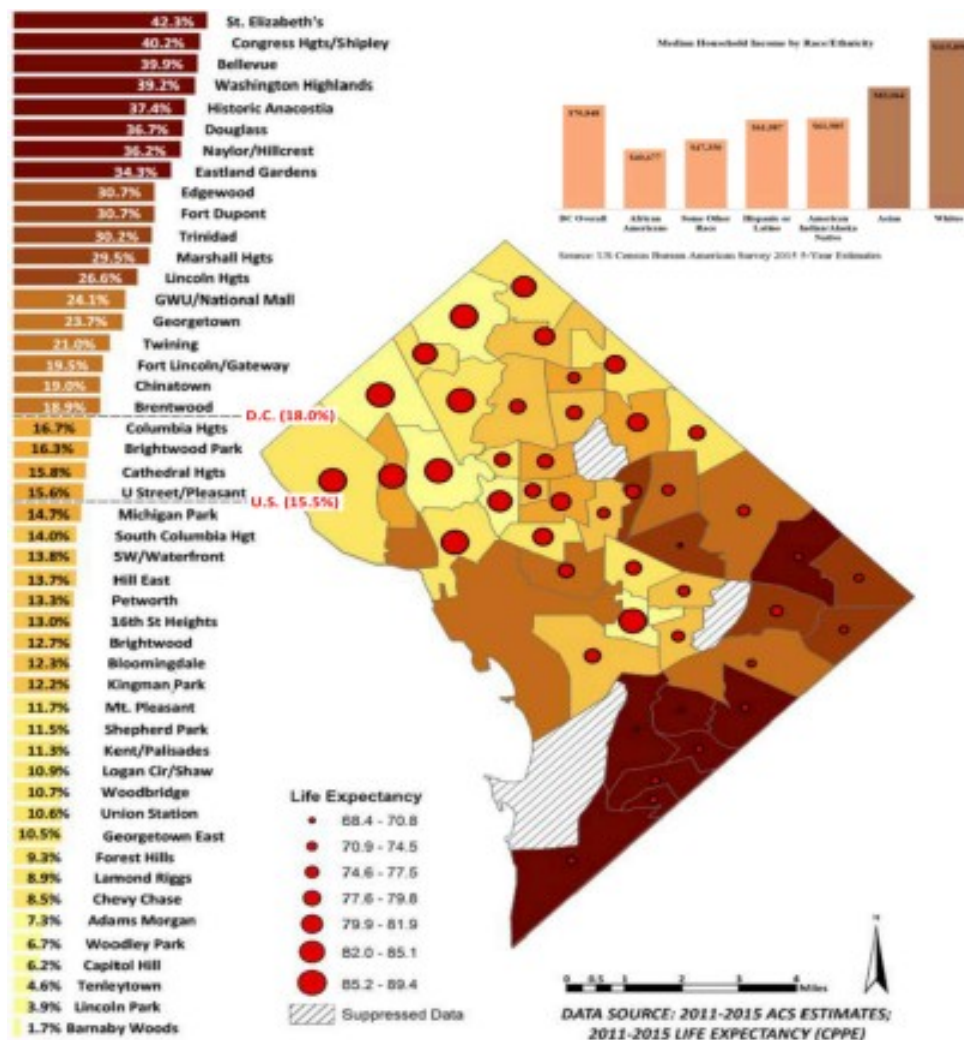 42.3% St. Elizabeth's
40.2% Congress Hgts/Shipley
39.9% Bellevue
39.2% Washington Highlands
37.4% Historic Anacostia
36.7% Douglass
36.2% Naylor/Hillcrest
34.3% Eastland Gardens
30.7% Edgewood
30.7% Fort Dupont
30.2% Trinidad
29.5% Marshall Hgts
26.6% Lincoln Hgts
24.1% GWU/National Mall
23.7% Georgetown
21.0% Twining
19.5% Fort Lincoln/Gateway
19.0% Chinatown
18.9% Brentwood
D.C. (18.0%)
16.7% Columbia Hgts
16.3% Brightwood Park
15.8% Cathedral Hgts
15.6% U Street/Pleasant
U.S. (15.5%)
14.7% Michigan Park
14.0% South Columbia Hgt
13.8% SW/Waterfront
13.7% Hill East
13.3% Petworth
13.0% 16th St Heights
12.7% Brightwood
12.3% Bloomingdale
12.2% Kingman Park
11.7% Mt. Pleasant
11.5% Shepherd Park
11.3% Kent/Palisades
10.9% Logan Cir/Shaw
10.7% Woodbridge
10.6% Union Station
10.5% Georgetown East
9.3% Forest Hills
8.9% Lamond Riggs
8.5% Chevy Chase
7.3% Adams Morgan
6.7% Woodley Park
6.2% Capitol Hill
4.6% Tenleytown
3.9% Lincoln Park
1.7% Barnaby Woods
Median Household Income by Race/Ethnicity
DC Overall
African
Americans
Some Other
Race
Hispanic or
Latino
American
Indian/Alaska
Native
Asian
Whites
Source: US Census Bureau American Survey 2015 5-Year Estimates
Life Expectancy
68.4 - 70.8
70.9 - 74.5
74.6 - 77.5
77.6 - 79.8
79.9 - 81.9
82.0 - 85.1
85.2 - 89.4
Suppressed Data
N
0 0.5 1 2 3 4
Miles
DATA SOURCE: 2011-2015 ACS ESTIMATES;
2011-2015 LIFE EXPECTANCY (CPPE)